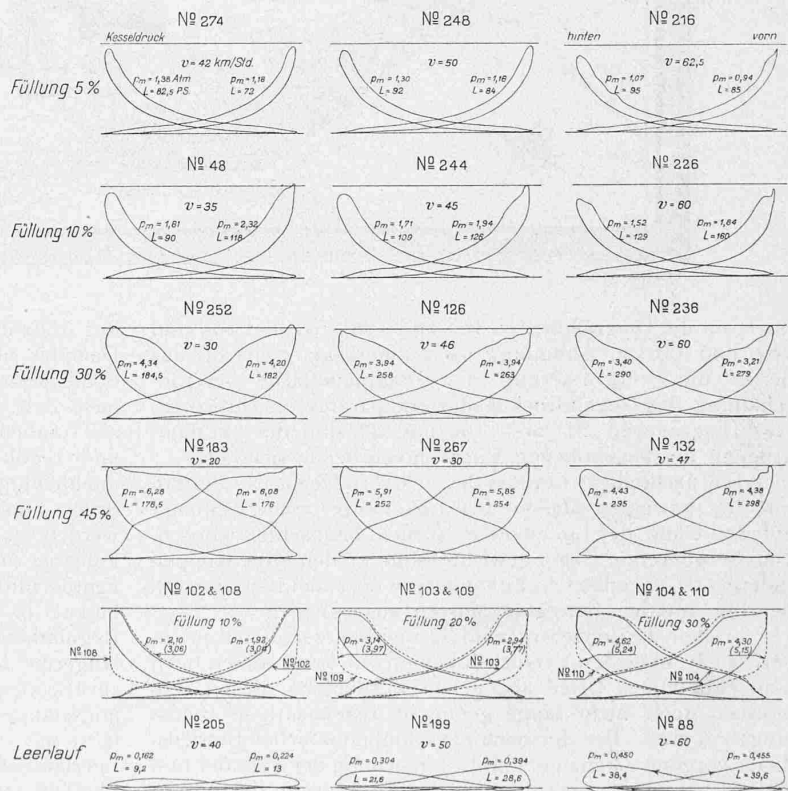 № 274 № 248 № 216
Kesseldruck hinten vorn
v = 42 km/Std. v = 50 v = 62,5
Füllung 5% pm = 1,38 Atm pm = 1,18 pm = 1,30 pm = 1,16 pm = 1,07 pm = 0,94
L = 82,5 PS. L = 72 L = 92 L = 84 L = 95 L = 85
№ 48 № 244 № 226
v = 35 v = 45 v = 60
Füllung 10% pm = 1,81 pm = 2,32 pm = 1,71 pm = 1,94 pm = 1,52 pm = 1,84
L = 90 L = 118 L = 109 L = 126 L = 129 L = 160
№ 252 № 126 № 236
v = 30 v = 46 v = 60
Füllung 30% pm = 4,34 pm = 4,20 pm = 3,94 pm = 3,94 pm = 3,40 pm = 3,21
L = 184,5 L = 182 L = 258 L = 263 L = 290 L = 279
№ 183 № 267 № 132
v = 20 v = 30 v = 47
Füllung 45% pm = 6,28 pm = 6,08 pm = 5,91 pm = 5,85 pm = 4,43 pm = 4,38
L = 178,5 L = 176 L = 252 L = 254 L = 295 L = 298
№ 102 & 108 № 103 & 109 № 104 & 110
Füllung 10% Füllung 20% Füllung 30%
pm = 2,10 pm = 1,92 pm = 3,14 pm = 2,94 pm = 4,62 pm = 4,30
(3,06) (3,04) (3,97) (3,77) (5,24) (5,15)
№ 108 № 102 № 109 № 103 № 110 № 104
№ 205 № 199 № 88
v = 40 v = 50 v = 60
Leerlauf pm = 0,162 pm = 0,224 pm = 0,304 pm = 0,394 pm = 0,450 pm = 0,455
L = 9,2 L = 13 L = 21,6 L = 28,6 L = 38,4 L = 39,6